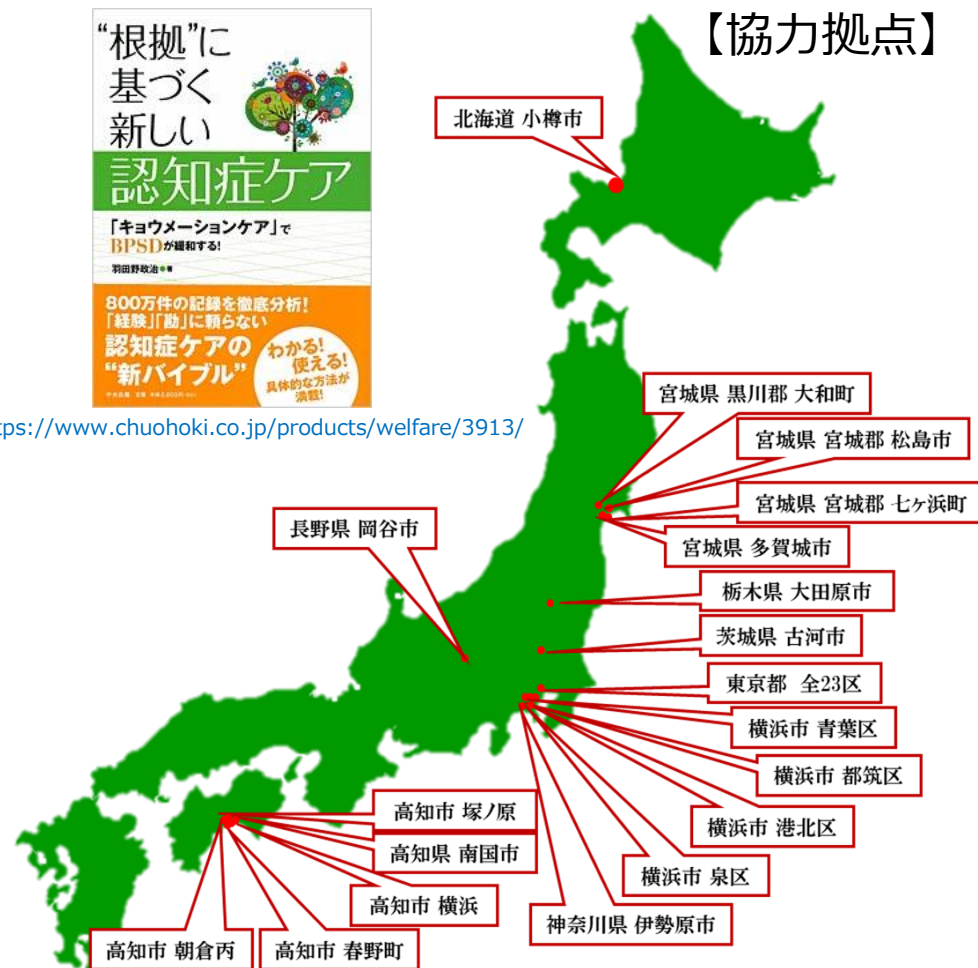 【協力拠点】
“根拠”に
基づく
新しい
認知症ケア
「キョウメーションケア」で
BPSDが緩和する!
羽田野政治●著
800万件の記録を徹底分析!
「経験」「勘」に頼らない
認知症ケアの
“新バイブル”
わかる!
使える!
具体的な方法が
満載!
tps://www.chuohoki.co.jp/products/welfare/3913/
北海道 小樽市
宮城県 黒川郡 大和町
宮城県 宮城郡 松島市
宮城県 宮城郡 七ヶ浜町
宮城県 多賀城市
長野県 岡谷市
栃木県 大田原市
茨城県 古河市
東京都 全23区
横浜市 青葉区
横浜市 都筑区
横浜市 港北区
横浜市 泉区
神奈川県 伊勢原市
高知市 塚ノ原
高知県 南国市
高知市 横浜
高知市 朝倉丙
高知市 春野町